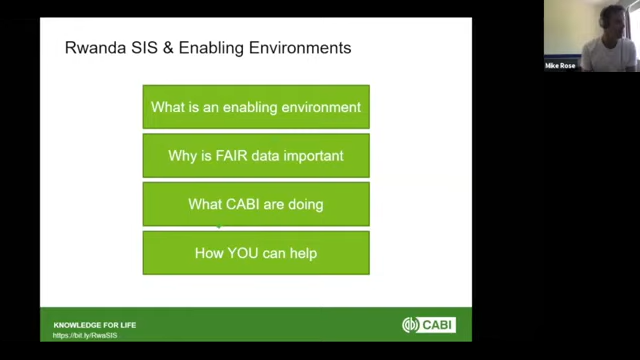 Rwanda SIS & Enabling Environments
What is an enabling environment
Why is FAIR data important
What CABI are doing
How YOU can help
KNOWLEDGE FOR LIFE
https://bit.ly/RwaSIS
CABI
Mike Rose